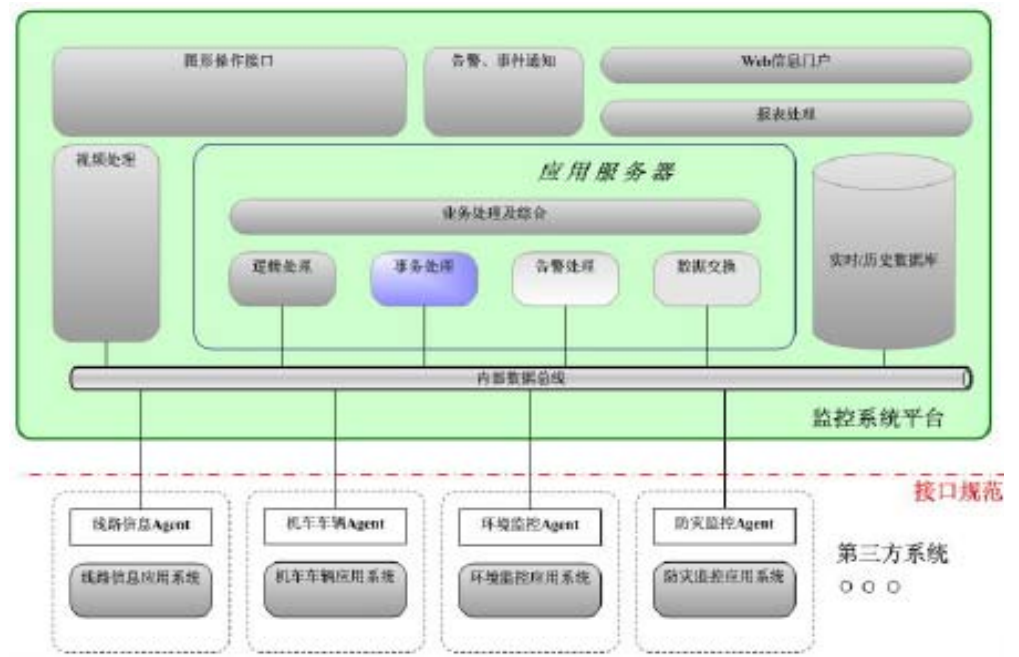 图形操作接口
告警、事件通知
Web信息门户
报表处理
视频处理
应用服务器
业务处理及综合
逻辑处理
事务处理
告警处理
数据交换
实时/历史数据库
内部数据总线
监控系统平台
接口规范
线路信息Agent
机车车辆Agent
环境监控Agent
防灾监控Agent
第三方系统
线路信息应用系统
机车车辆应用系统
环境监控应用系统
防灾监控应用系统